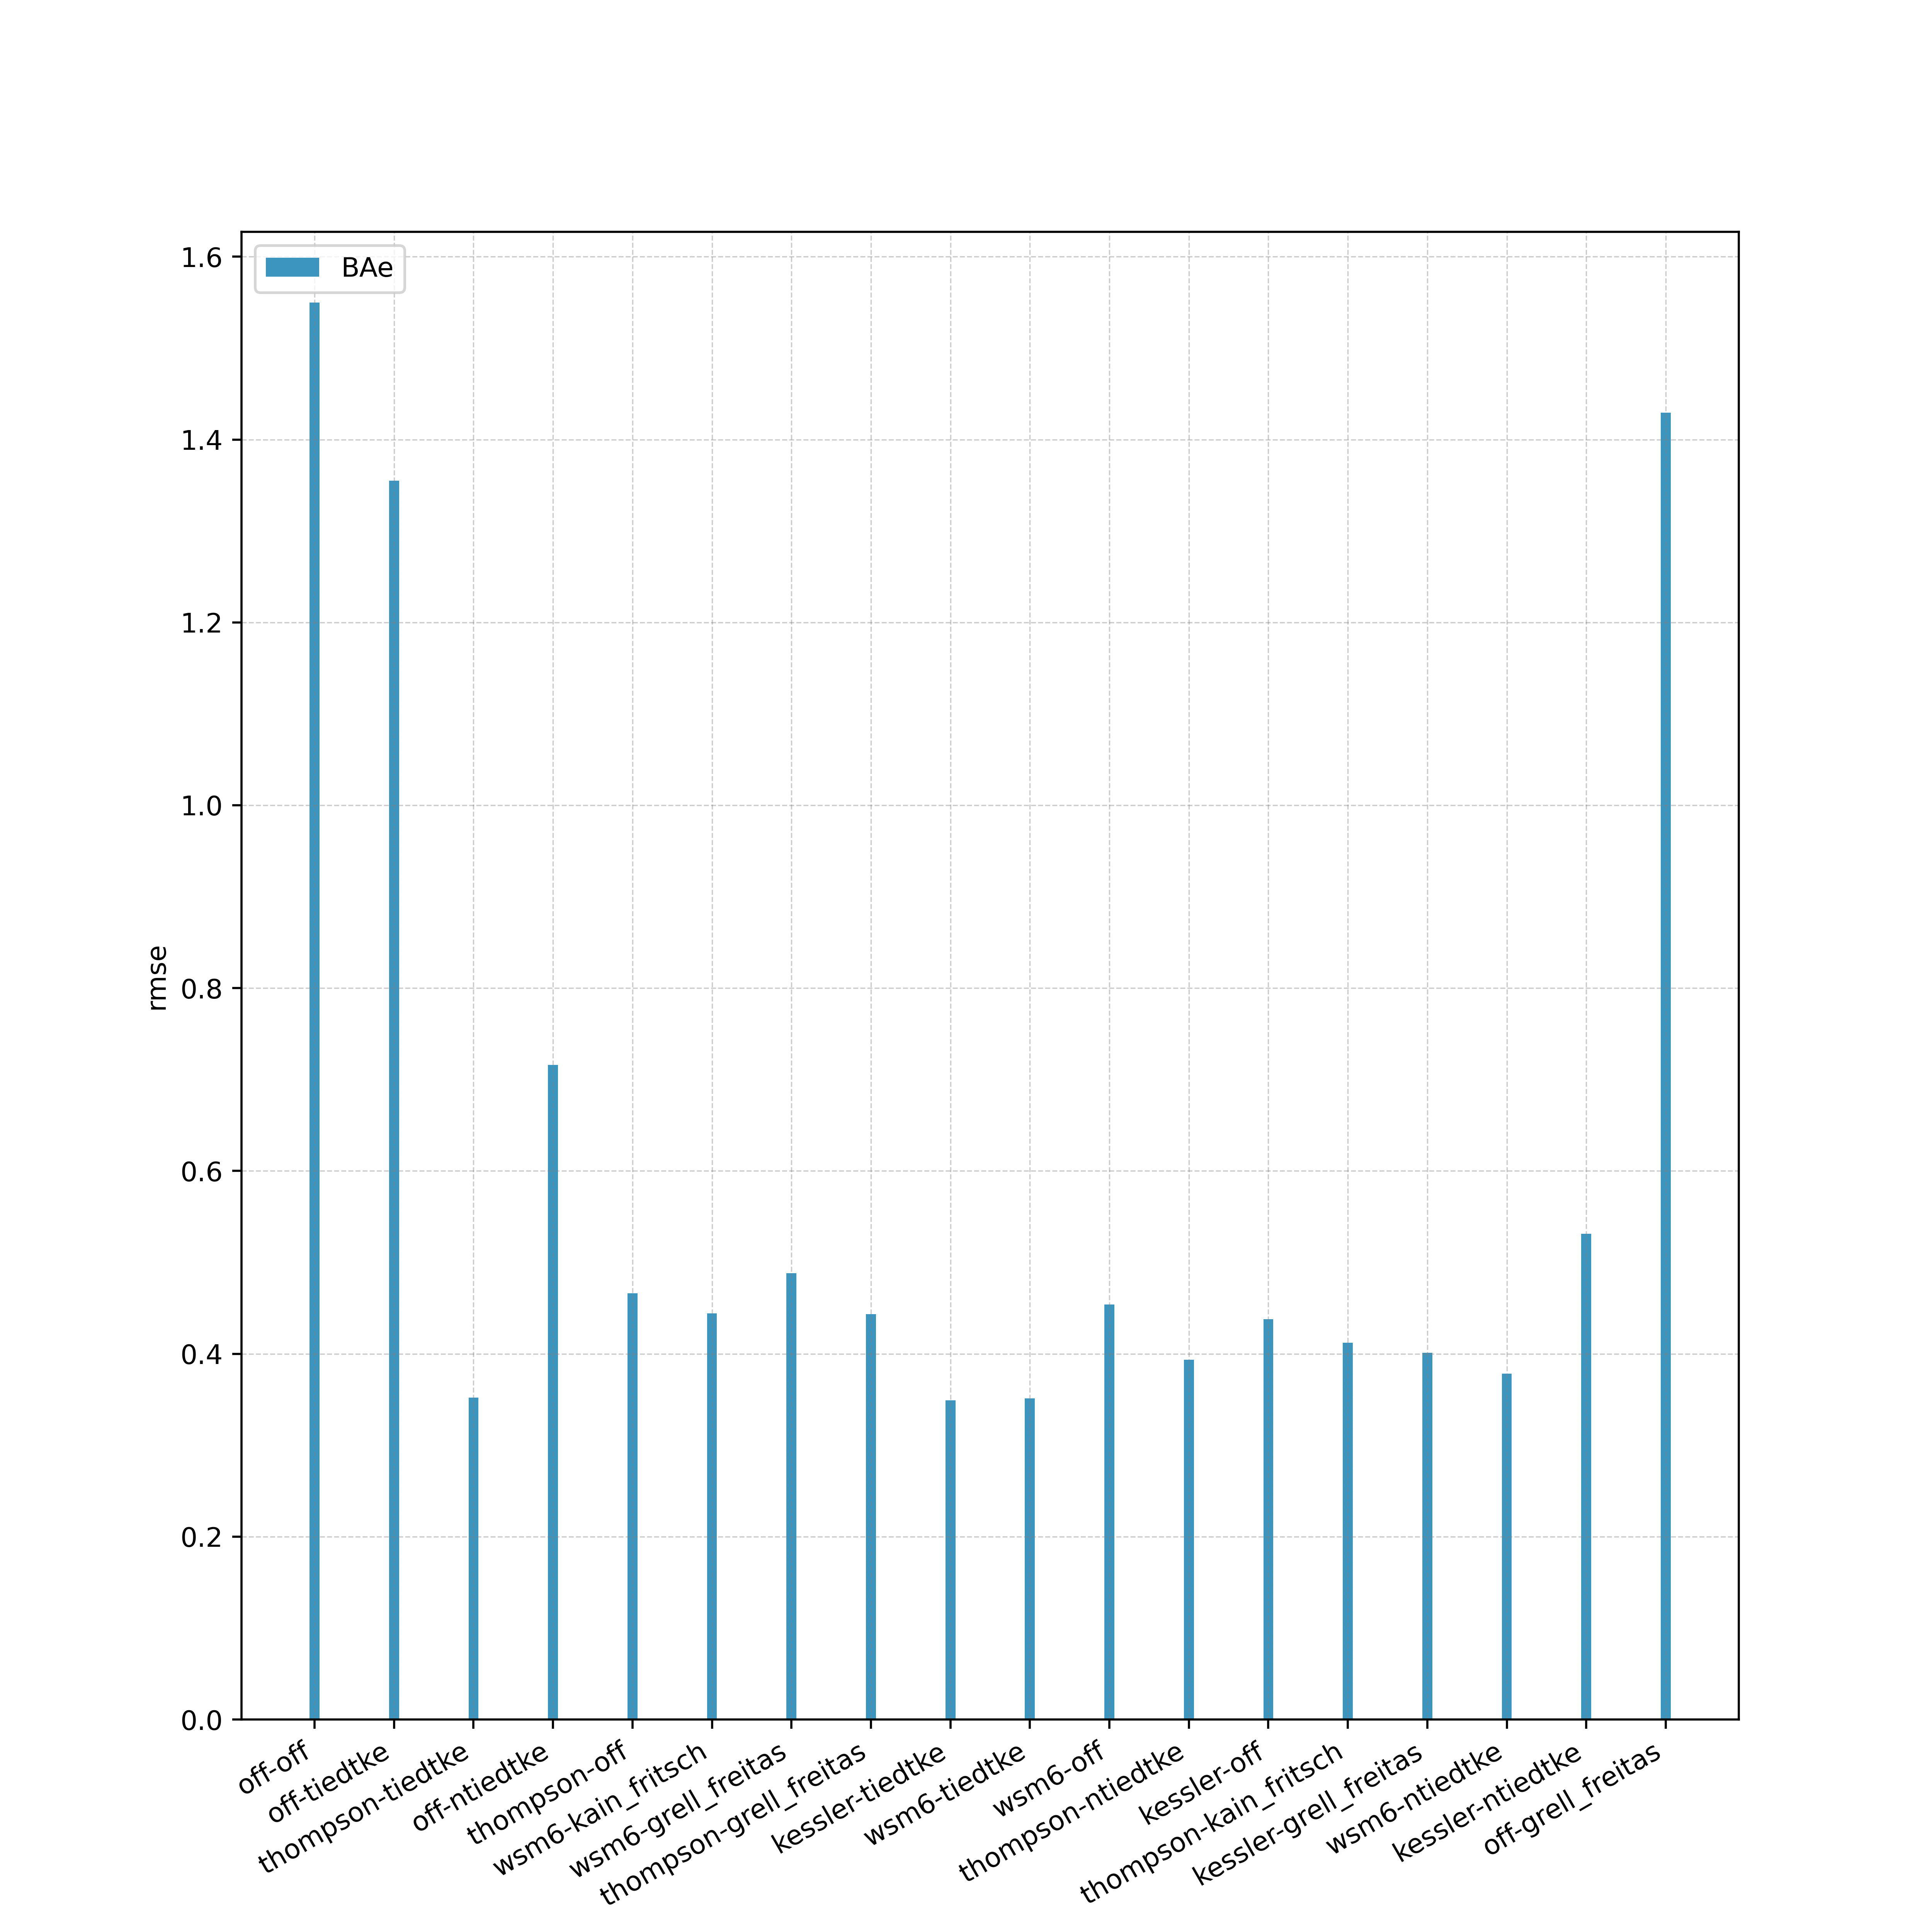 BAe
1.6
1.4
1.2
1.0
0.8
0.6
0.4
0.2
0.0
rmse
off-off
off-tiedtke
thompson-tiedtke
off-ntiedtke
thompson-off
wsm6-kain_fritsch
wsm6-grell_freitas
thompson-grell_freitas
kessler-tiedtke
wsm6-tiedtke
wsm6-off
thompson-ntiedtke
kessler-off
thompson-kain_fritsch
kessler-grell_freitas
wsm6-ntiedtke
kessler-ntiedtke
off-grell_freitas